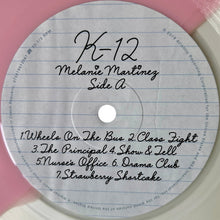 K-12
Melanie Martinez
Side A
1.Wheels On The Bus 2.Class Fight
3.The Principal 4.Show & Tell
5.Nurse's Office 6.Drama Club
7.Strawberry Shortcake